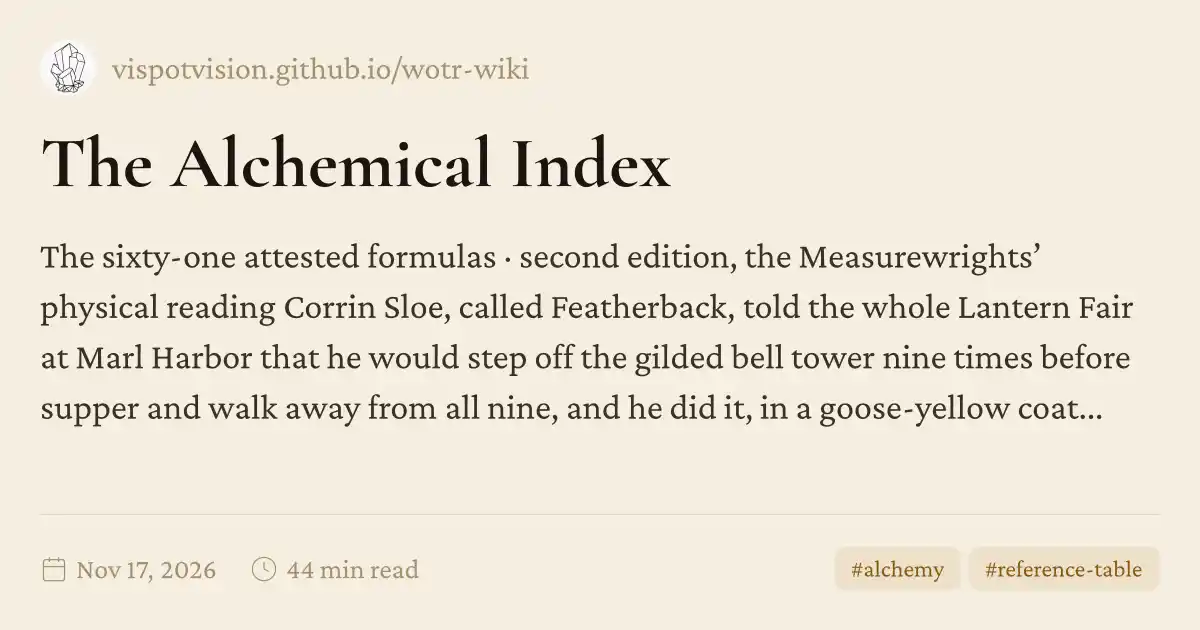 vispotvision.github.io/wotr-wiki
The Alchemical Index
The sixty-one attested formulas · second edition, the Measurewrights’
physical reading Corrin Sloe, called Featherback, told the whole Lantern Fair
at Marl Harbor that he would step off the gilded bell tower nine times before
supper and walk away from all nine, and he did it, in a goose-yellow coat...
Nov 17, 2026
44 min read
#alchemy
#reference-table